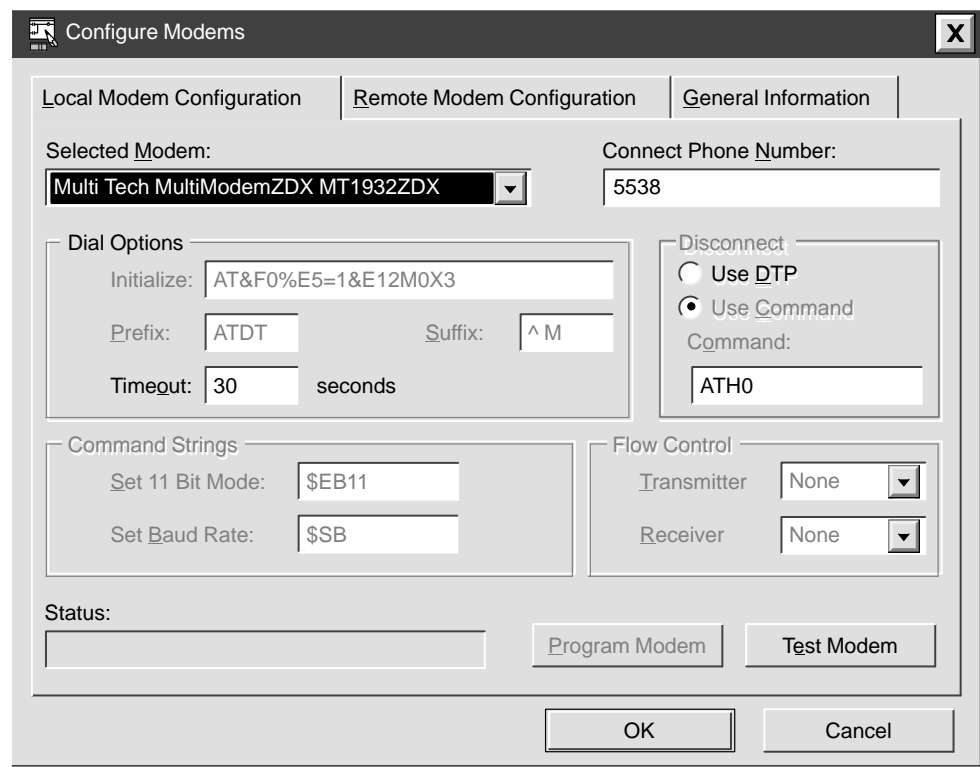 Configure Modems
X
Local Modem Configuration
Remote Modem Configuration
General Information
Selected Modem:
Connect Phone Number:
Multi Tech MultiModemZDX MT1932ZDX
5538
Dial Options
Initialize: AT&F0%E5=1&E12M0X3
Prefix: ATDT
Suffix: ^ M
Timeout: 30 seconds
Disconnect
Use DTP
Use Command
Command:
ATH0
Command Strings
Set 11 Bit Mode: $EB11
Set Baud Rate: $SB
Flow Control
Transmitter None
Receiver None
Status:
Program Modem
Test Modem
OK
Cancel